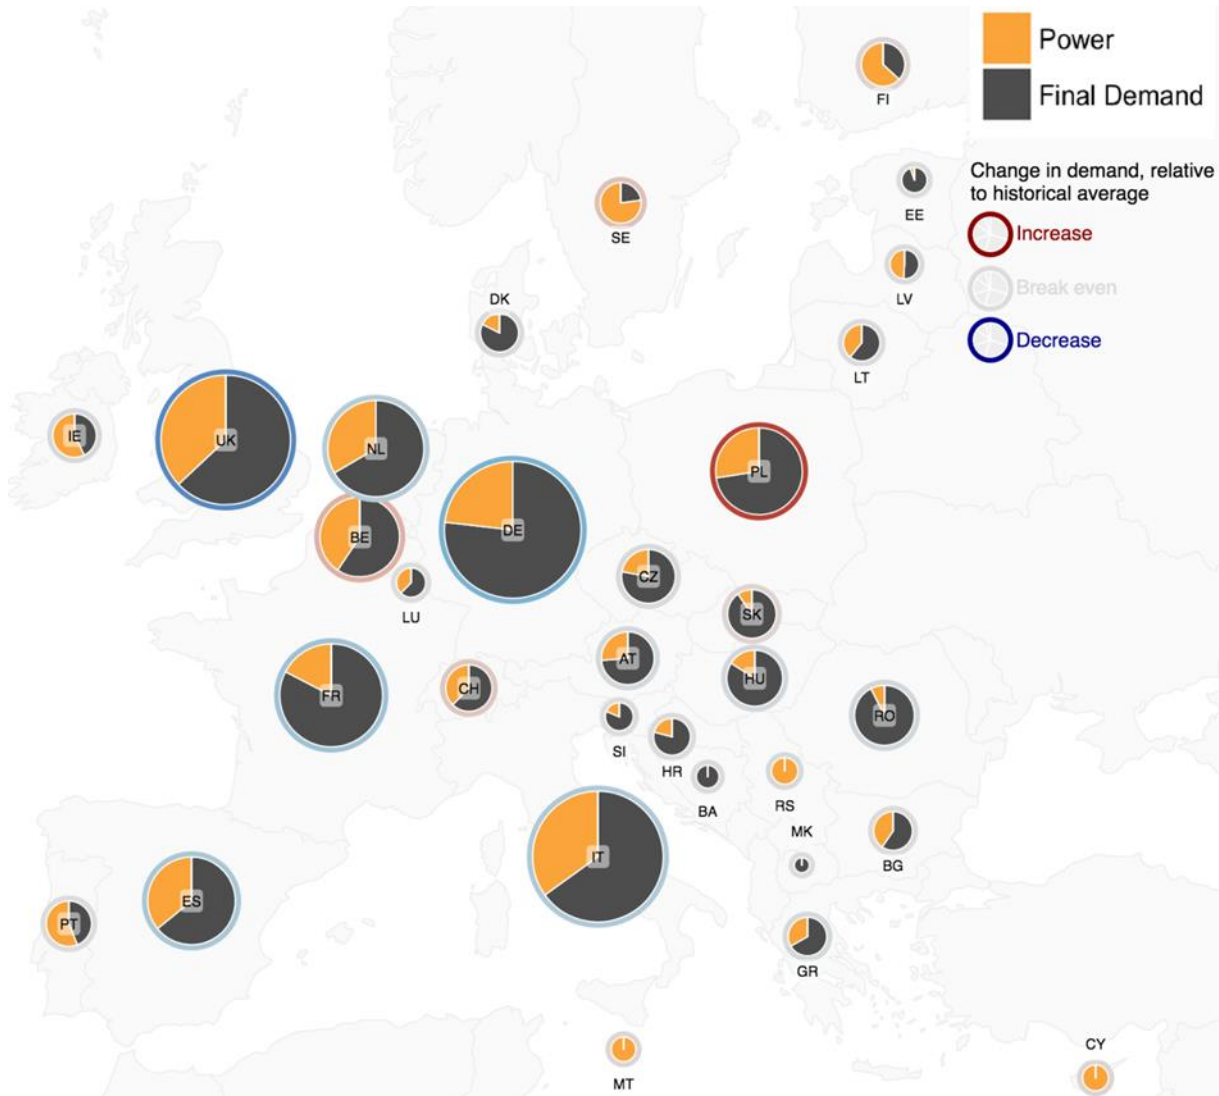 Power
Final Demand
Change in demand, relative
to historical average
Increase
Break even
Decrease
FI
EE
SE
LV
DK
LT
IE
UK
NL
PL
BE
DE
CZ
LU
SK
AT
HU
FR
CH
RO
SI
HR
BA
RS
MK
BG
IT
ES
PT
GR
CY
MT